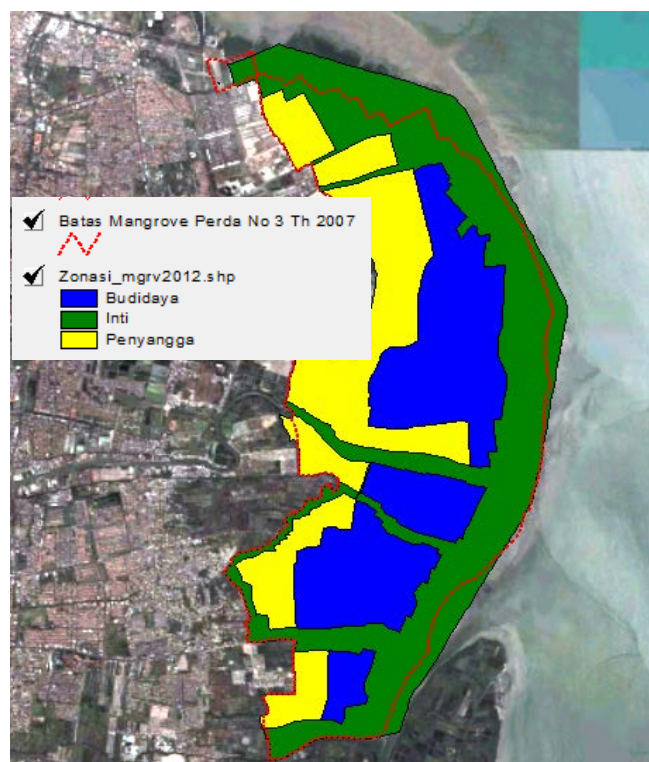 Batas Mangrove Perda No 3 Th 2007
Zonasi_mgrv2012.shp
Budidaya
Inti
Penyangga